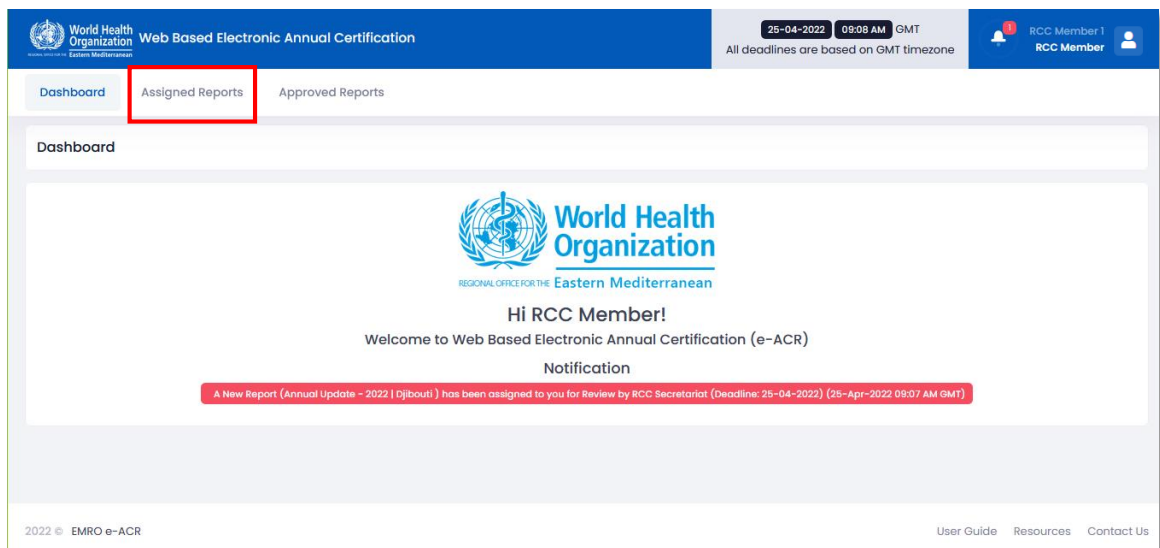 World Health
Organization
REGIONAL OFFICE FOR THE Eastern Mediterranean
Web Based Electronic Annual Certification
25-04-2022 09:08 AM GMT
All deadlines are based on GMT timezone
1
RCC Member 1
RCC Member
Dashboard Assigned Reports Approved Reports
Dashboard
World Health
Organization
REGIONAL OFFICE FOR THE Eastern Mediterranean
Hi RCC Member!
Welcome to Web Based Electronic Annual Certification (e-ACR)
Notification
A New Report (Annual Update - 2022 | Djibouti ) has been assigned to you for Review by RCC Secretariat (Deadline: 25-04-2022) (25-Apr-2022 09:07 AM GMT)
2022 © EMRO e-ACR User Guide Resources Contact Us